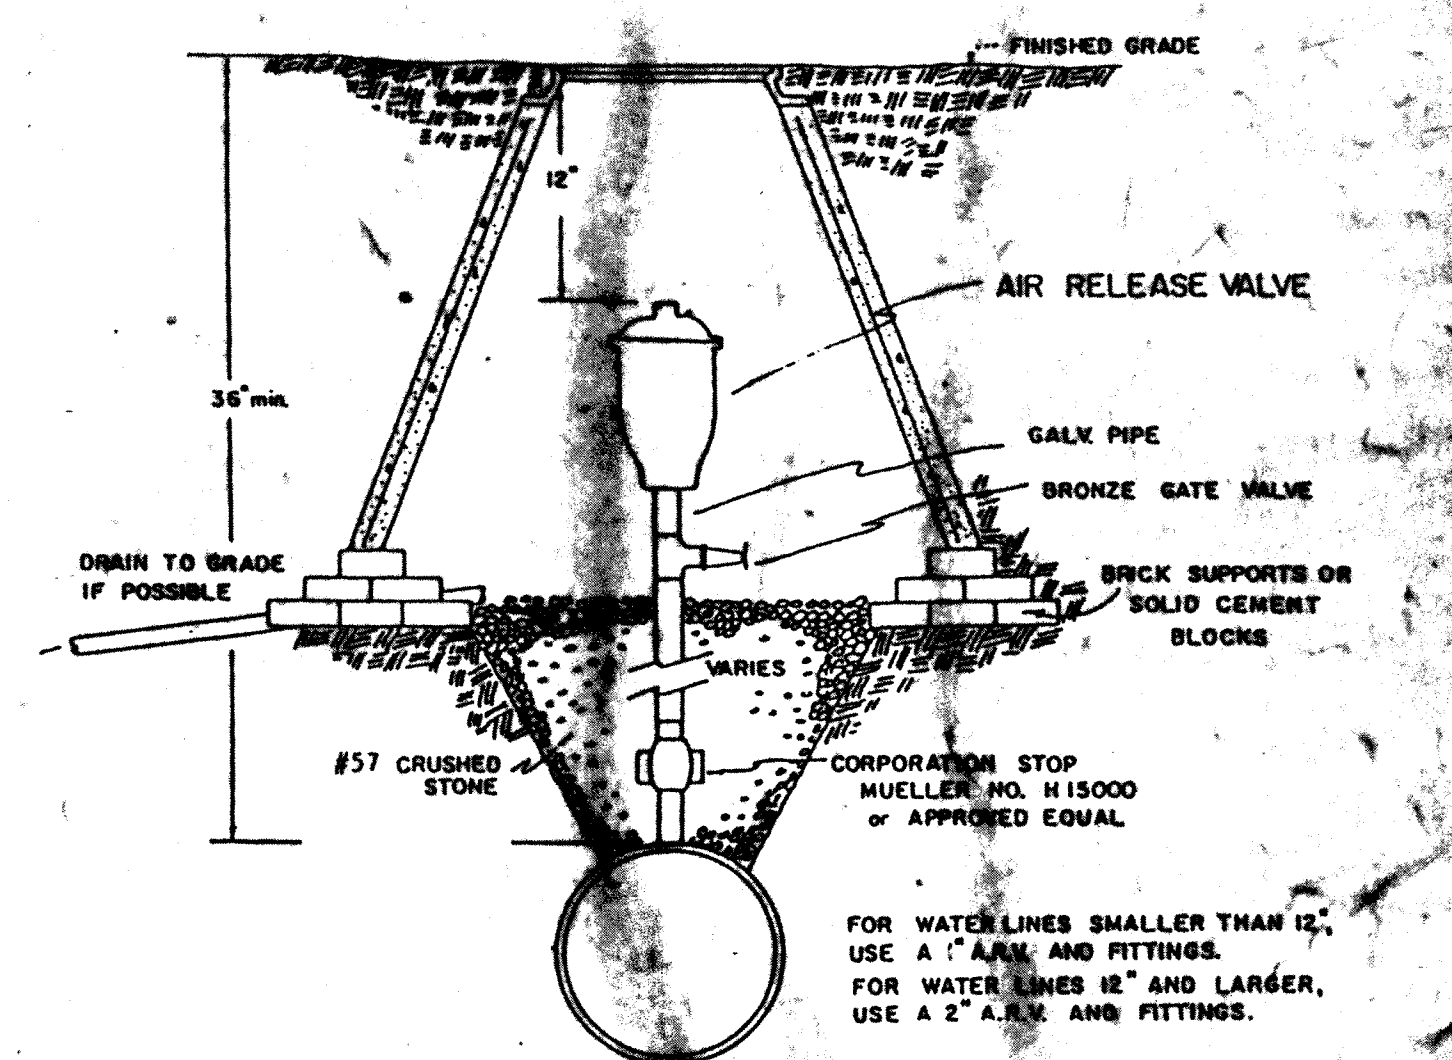 FINISHED GRADE
12"
AIR RELEASE VALVE
36" min.
GALV. PIPE
BRONZE GATE VALVE
DRAIN TO GRADE
IF POSSIBLE
BRICK SUPPORTS OR
SOLID CEMENT
BLOCKS
VARIES
#57 CRUSHED
STONE
CORPORATION STOP
MUELLER NO. H 15000
or APPROVED EQUAL
FOR WATER LINES SMALLER THAN 12",
USE A 1" A.R.V. AND FITTINGS.
FOR WATER LINES 12" AND LARGER,
USE A 2" A.R.V. AND FITTINGS.